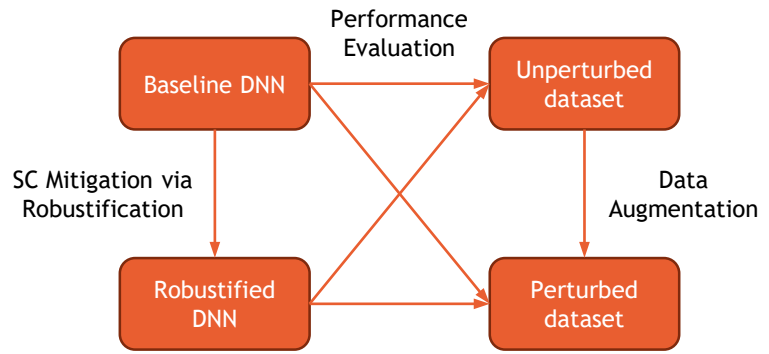 Performance
Evaluation
Baseline DNN
Unperturbed
dataset
SC Mitigation via
Robustification
Data
Augmentation
Robustified
DNN
Perturbed
dataset